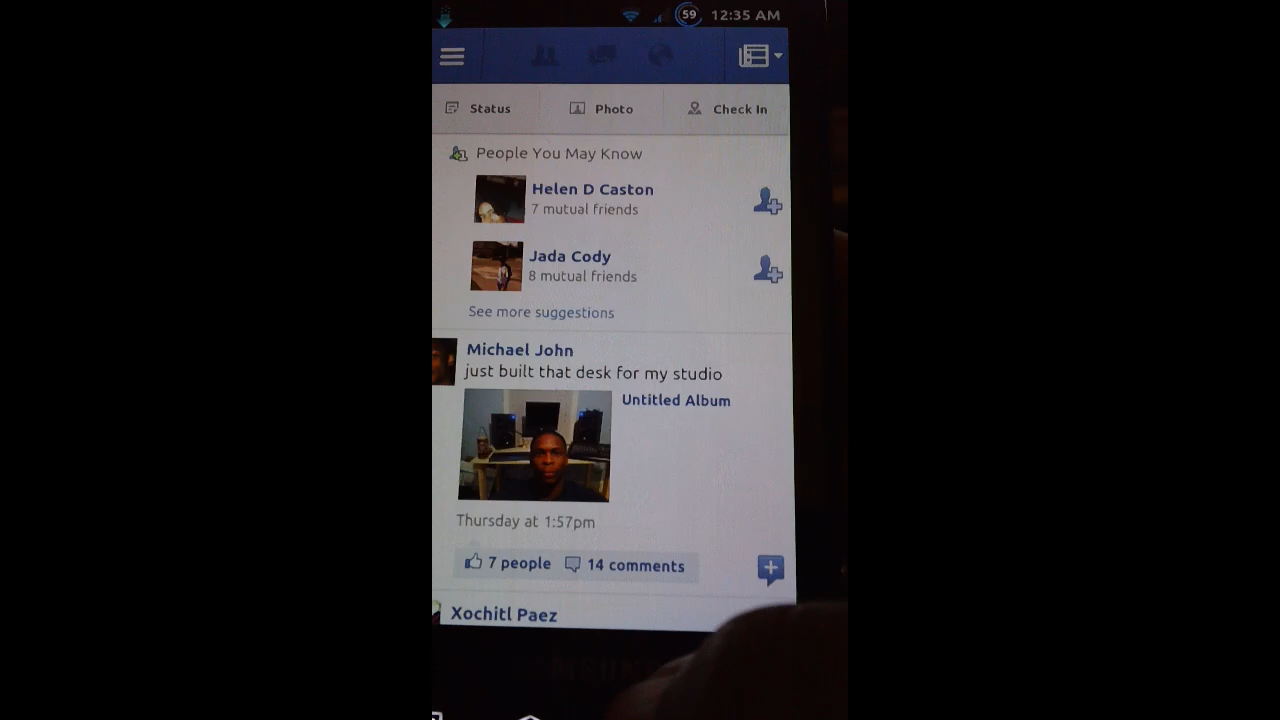 59 12:35 AM
Status Photo Check In
People You May Know
Helen D Caston
7 mutual friends
Jada Cody
8 mutual friends
See more suggestions
Michael John
just built that desk for my studio
Untitled Album
Thursday at 1:57pm
7 people 14 comments
Xochitl Paez